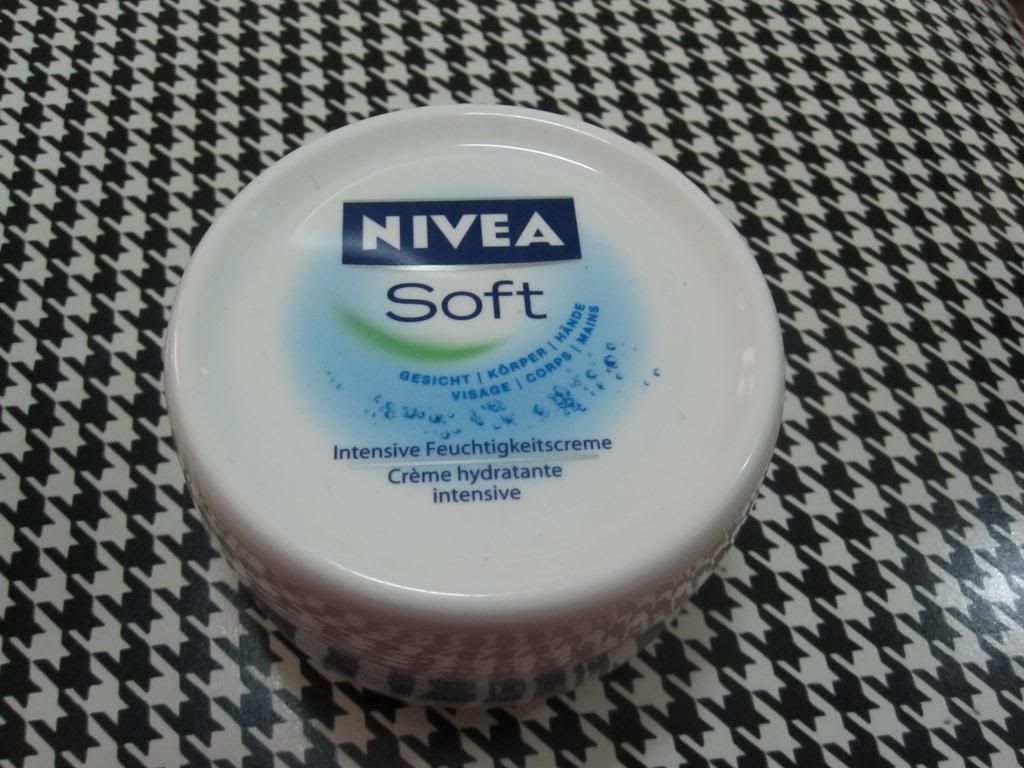 NIVEA
Soft
GESICHT | KÖRPER | HÄNDE
VISAGE | CORPS | MAINS
Intensive Feuchtigkeitscreme
Crème hydratante
intensive